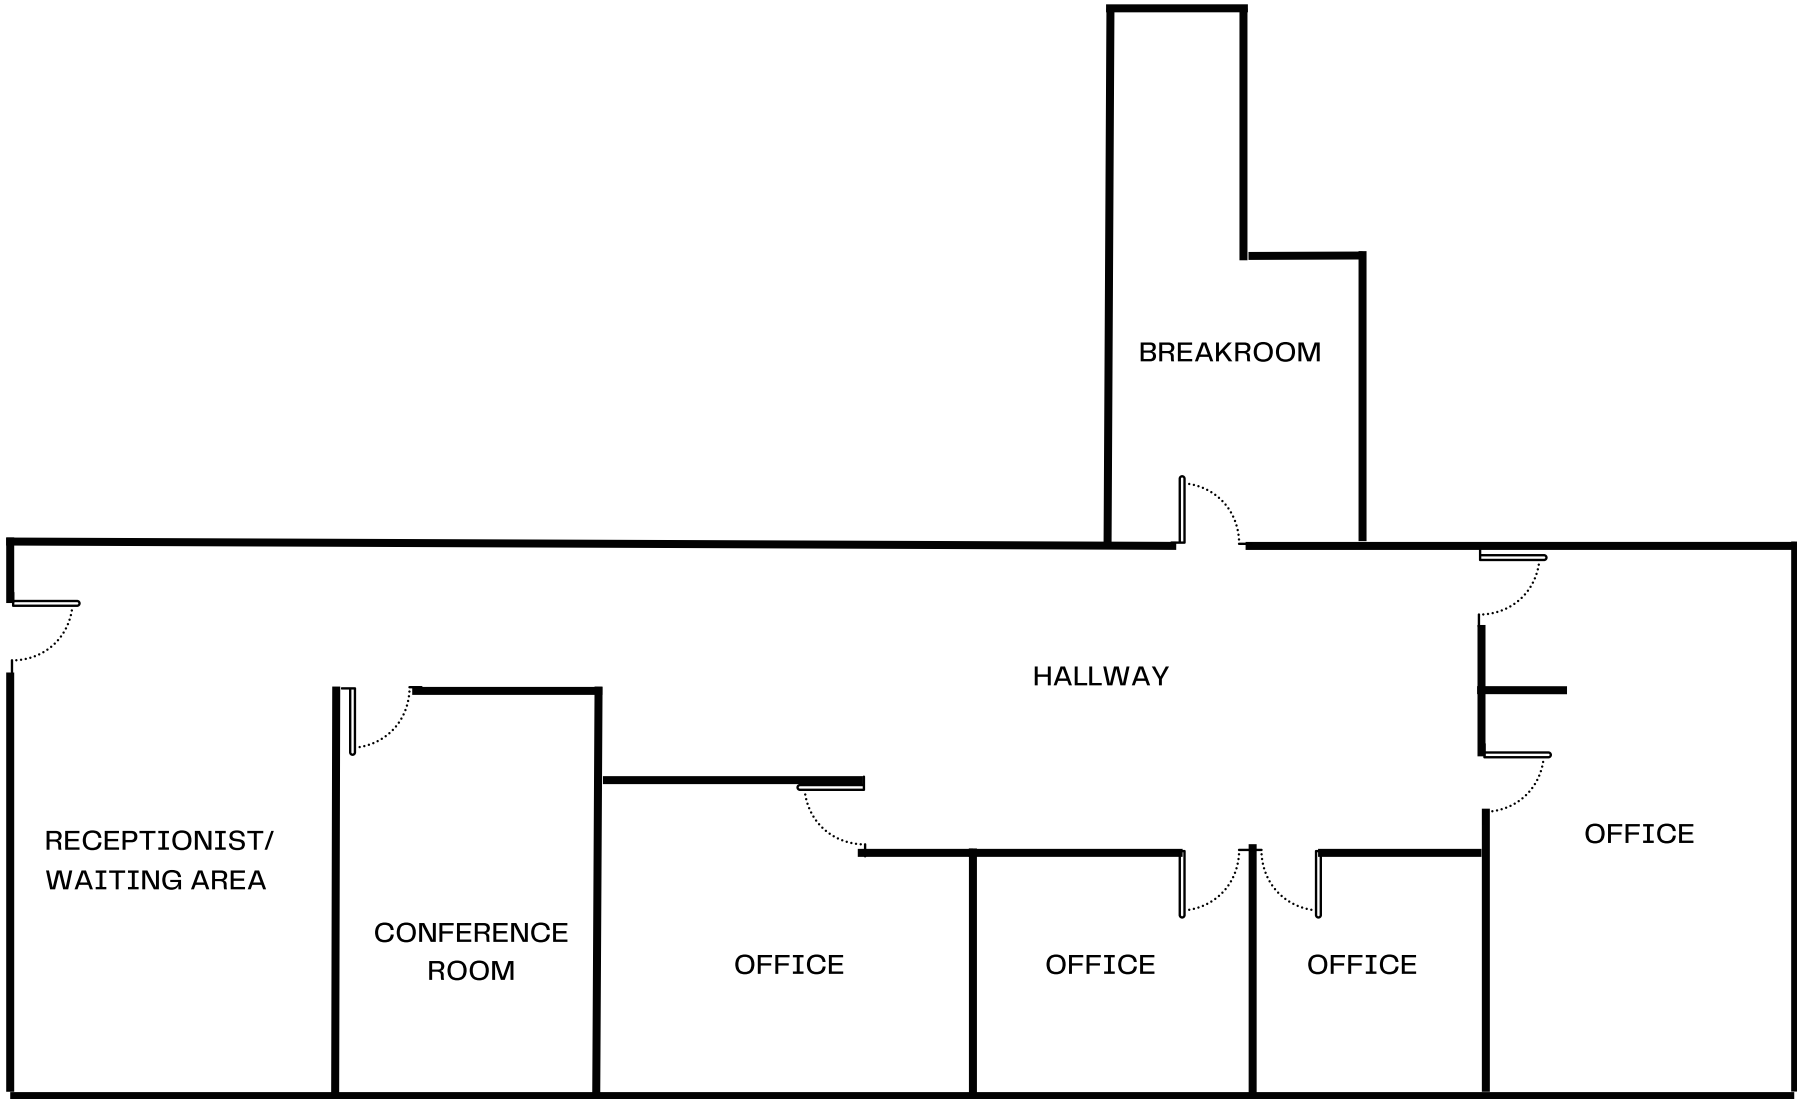 BREAKROOM
HALLWAY
RECEPTIONIST/
WAITING AREA
OFFICE
CONFERENCE
ROOM
OFFICE
OFFICE
OFFICE